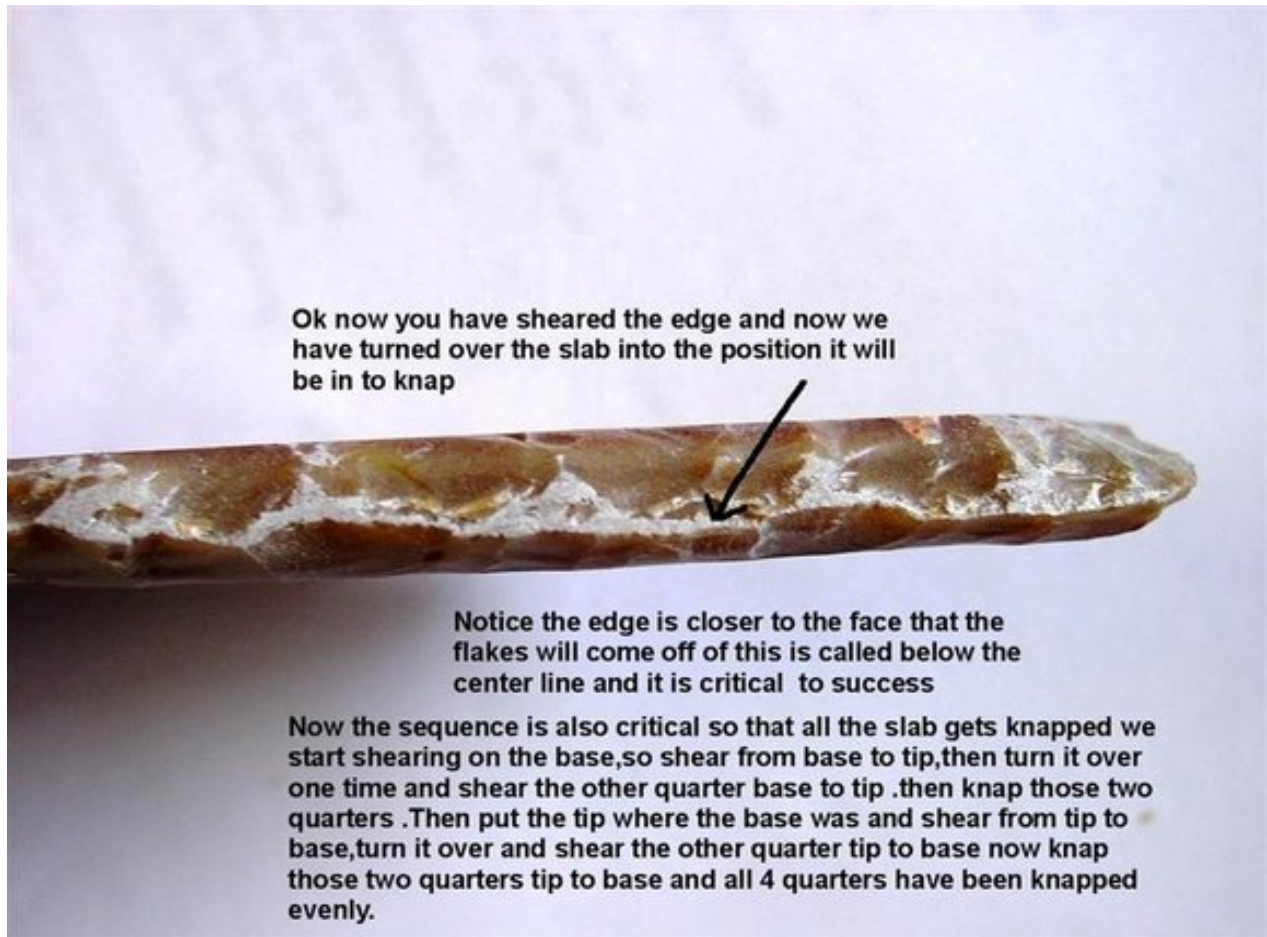 Ok now you have sheared the edge and now we
have turned over the slab into the position it will
be in to knap
Notice the edge is closer to the face that the
flakes will come off of this is called below the
center line and it is critical to success
Now the sequence is also critical so that all the slab gets knapped we
start shearing on the base,so shear from base to tip,then turn it over
one time and shear the other quarter base to tip .then knap those two
quarters .Then put the tip where the base was and shear from tip to
base,turn it over and shear the other quarter tip to base now knap
those two quarters tip to base and all 4 quarters have been knapped
evenly.